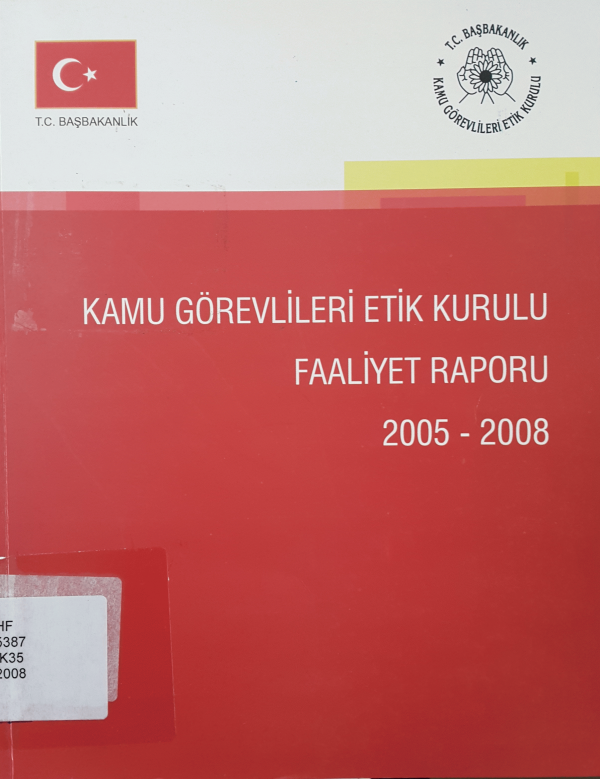 T.C. BAŞBAKANLIK
T.C. BAŞBAKANLIK
KAMU GÖREVLİLERİ ETİK KURULU
KAMU GÖREVLİLERİ ETİK KURULU
FAALİYET RAPORU
2005 - 2008
HF
5387
K35
2008